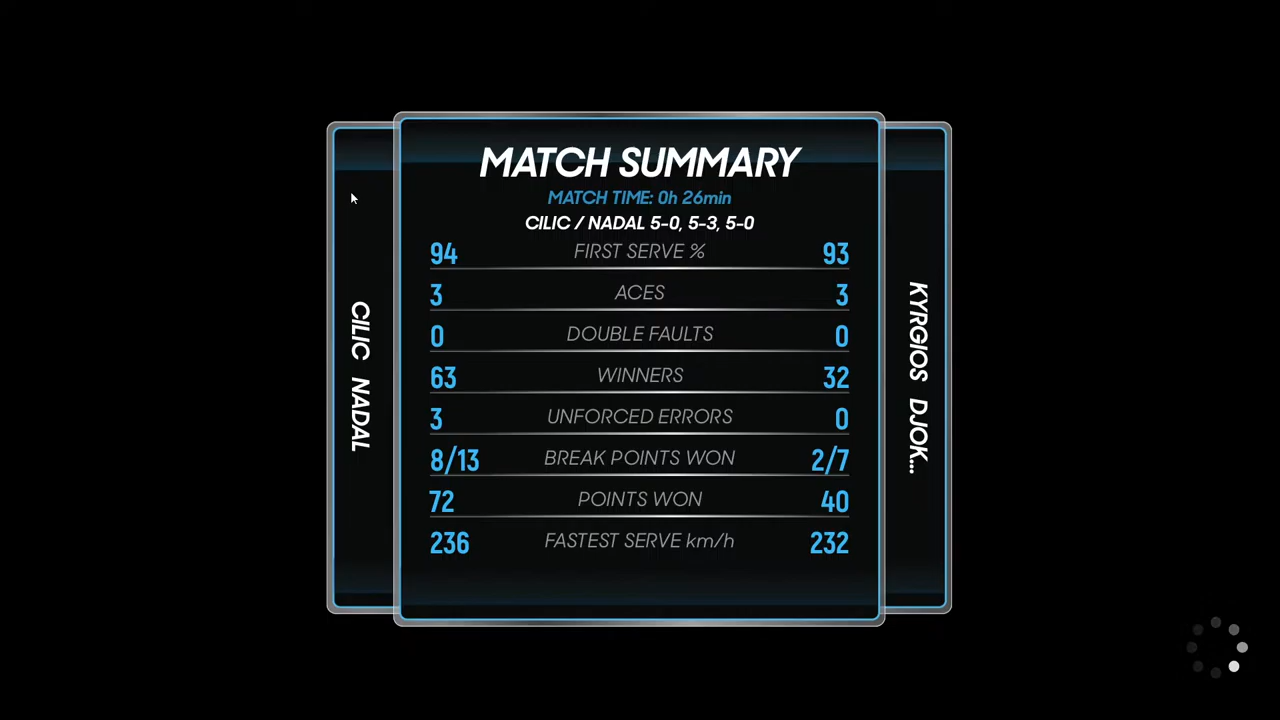 MATCH SUMMARY
MATCH TIME: 0h 26min
CILIC / NADAL 5-0, 5-3, 5-0
94 FIRST SERVE % 93
3 ACES 3
0 DOUBLE FAULTS 0
63 WINNERS 32
3 UNFORCED ERRORS 0
8/13 BREAK POINTS WON 2/7
72 POINTS WON 40
236 FASTEST SERVE km/h 232
CILIC NADAL
KYRGIOS DJOK...